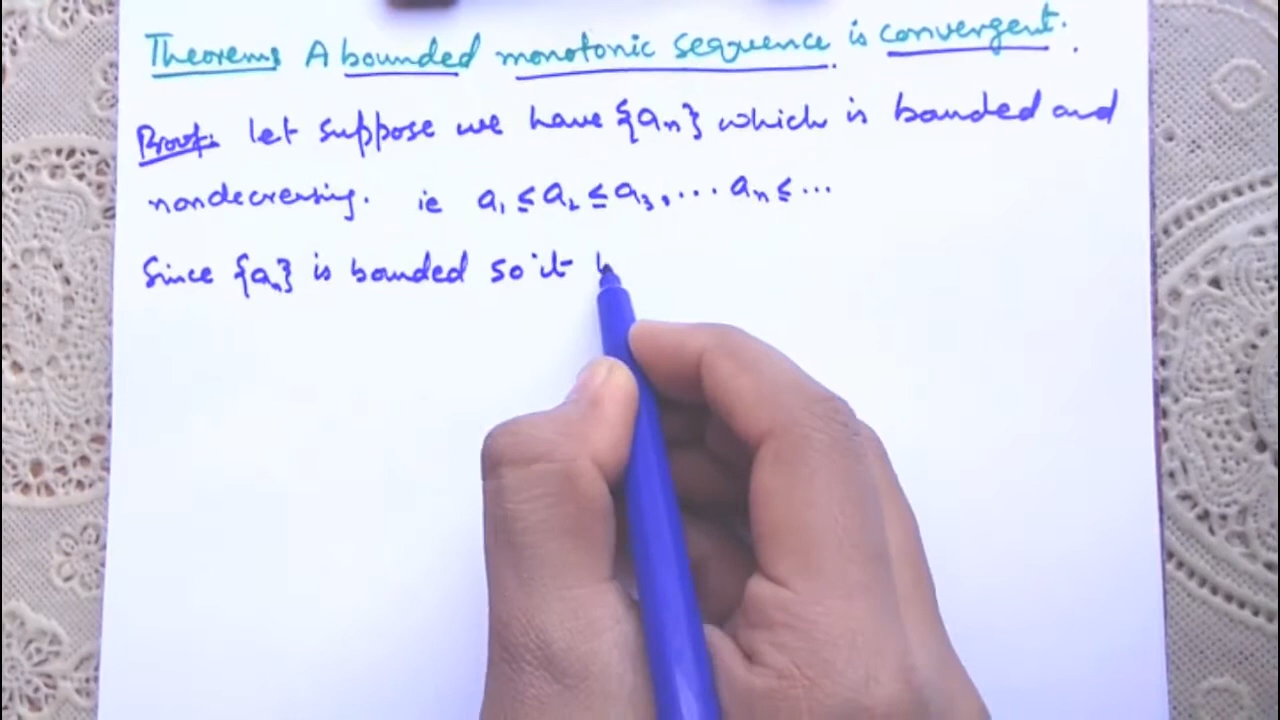 Theorems A bounded monotonic sequence is convergent.
Proof: let suppose we have {aₙ} which is bounded and
nondecreasing. ie a₁ ≤ a₂ ≤ a₃, ... aₙ ≤ ...
Since {aₙ} is bounded so it